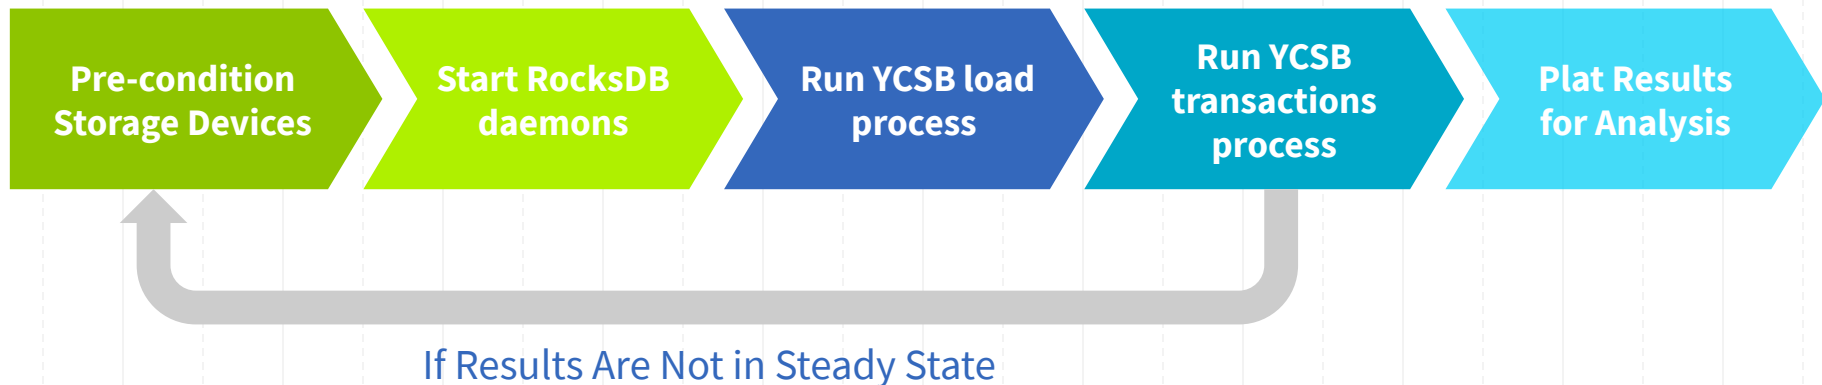 Pre-condition
Storage Devices
Start RocksDB
daemons
Run YCSB load
process
Run YCSB
transactions
process
Plat Results
for Analysis
If Results Are Not in Steady State